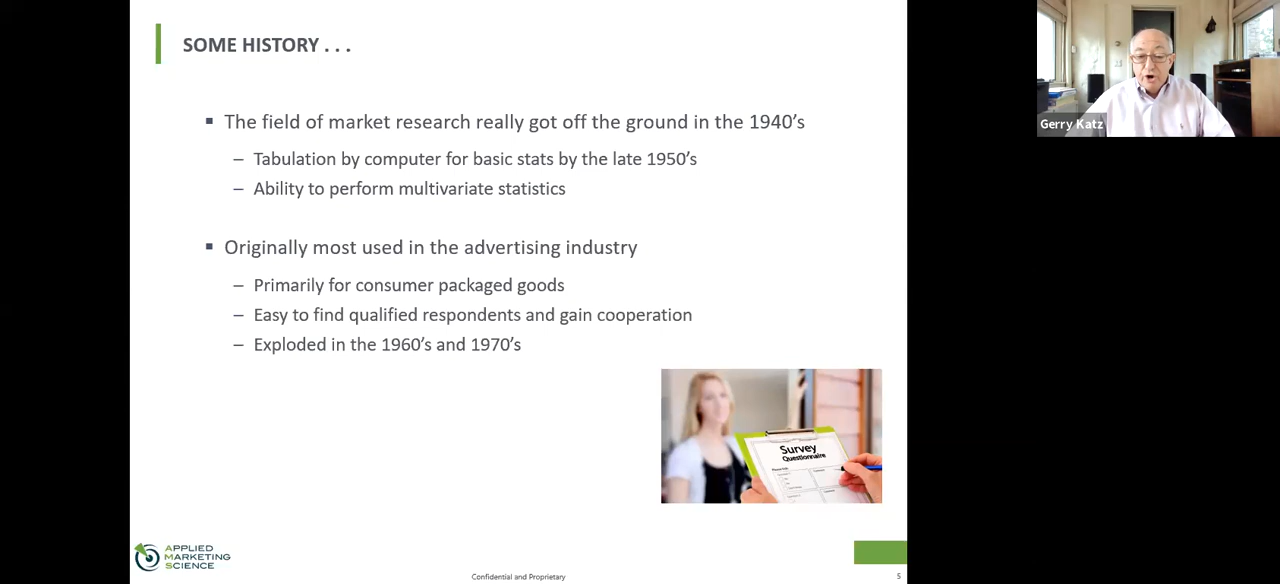 SOME HISTORY . . .
▪ The field of market research really got off the ground in the 1940’s
– Tabulation by computer for basic stats by the late 1950’s
– Ability to perform multivariate statistics
▪ Originally most used in the advertising industry
– Primarily for consumer packaged goods
– Easy to find qualified respondents and gain cooperation
– Exploded in the 1960’s and 1970’s
Gerry Katz
Survey
Questionnaire
APPLIED
MARKETING
SCIENCE
Confidential and Proprietary
5